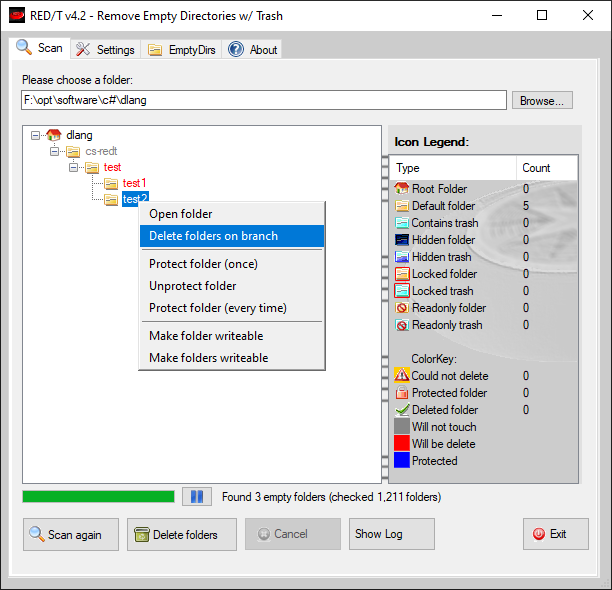 RED/T v4.2 - Remove Empty Directories w/ Trash
Scan Settings EmptyDirs About
Please choose a folder:
F:\opt\software\c#\dlang Browse...
dlang
cs-redt
test
test1
test2
Open folder
Delete folders on branch
Protect folder (once)
Unprotect folder
Protect folder (every time)
Make folder writeable
Make folders writeable
Icon Legend:
Type Count
Root Folder 0
Default folder 5
Contains trash 0
Hidden folder 0
Hidden trash 0
Locked folder 0
Locked trash 0
Readonly folder 0
Readonly trash 0
ColorKey:
Could not delete 0
Protected folder 0
Deleted folder 0
Will not touch
Will be delete
Protected
Found 3 empty folders (checked 1,211 folders)
Scan again Delete folders Cancel Show Log Exit